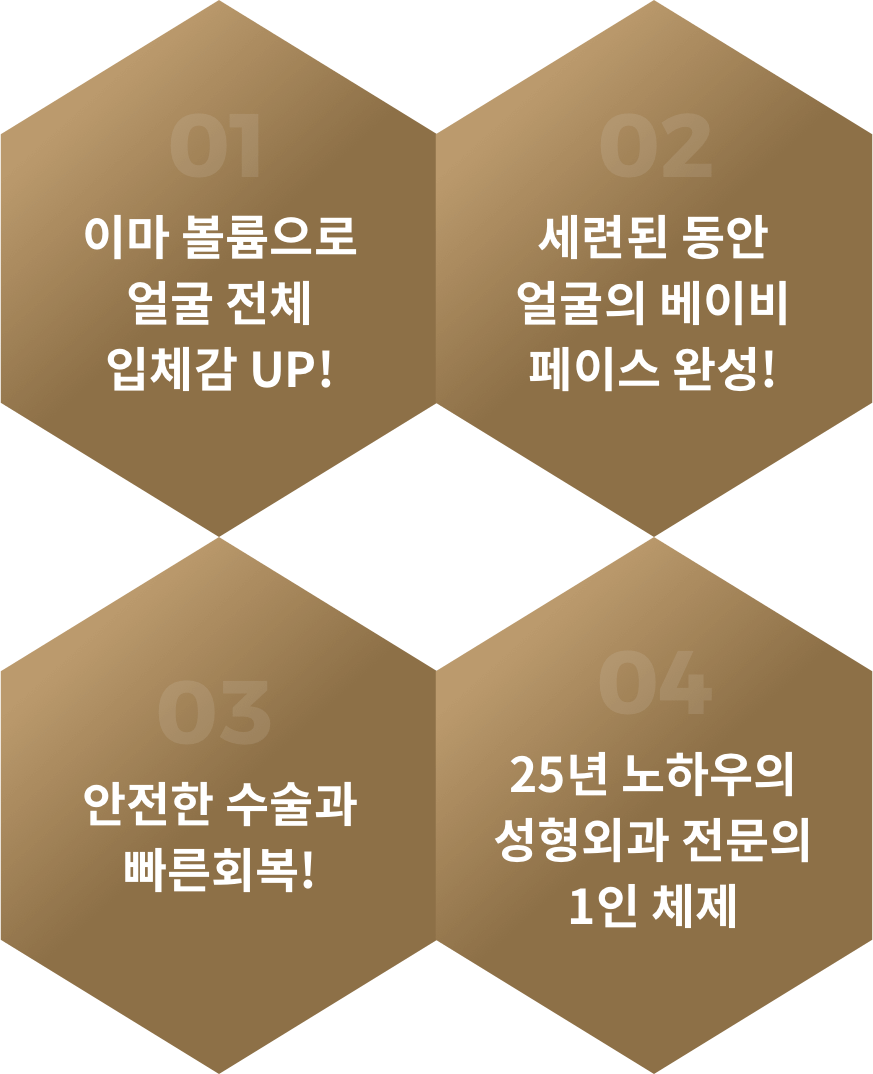 01
이마 볼륨으로
얼굴 전체
입체감 UP!
02
세련된 동안
얼굴의 베이비
페이스 완성!
03
안전한 수술과
빠른회복!
04
25년 노하우의
성형외과 전문의
1인 체제